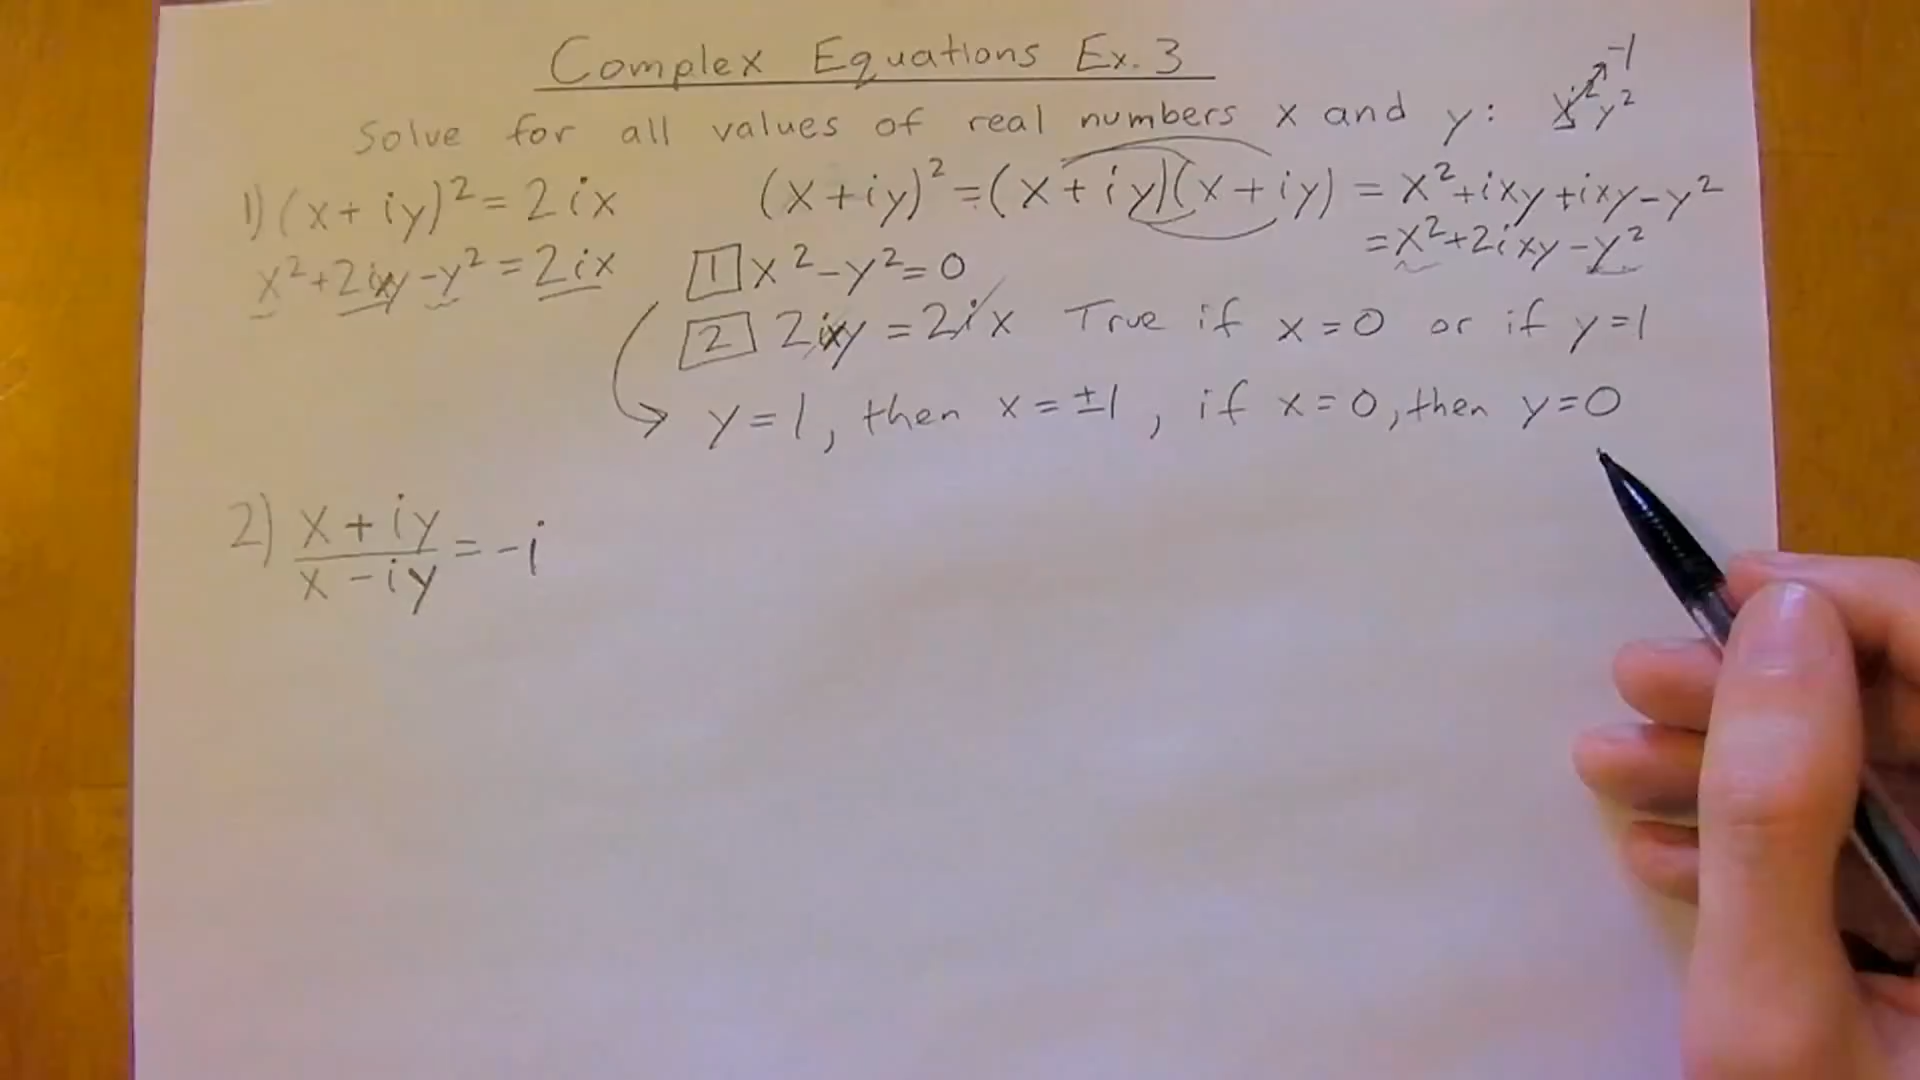 Complex Equations Ex. 3
Solve for all values of real numbers x and y: i²y² → -1
1) (x + iy)² = 2ix
(x + iy)² = (x + iy)(x + iy) = x² + ixy + ixy - y²
= x² + 2ixy - y²
x² + 2ixy - y² = 2ix
1 x² - y² = 0
2 2ixy = 2ix True if x = 0 or if y = 1
y = 1, then x = ±1, if x = 0, then y = 0
2) x + iy / x - iy = -i